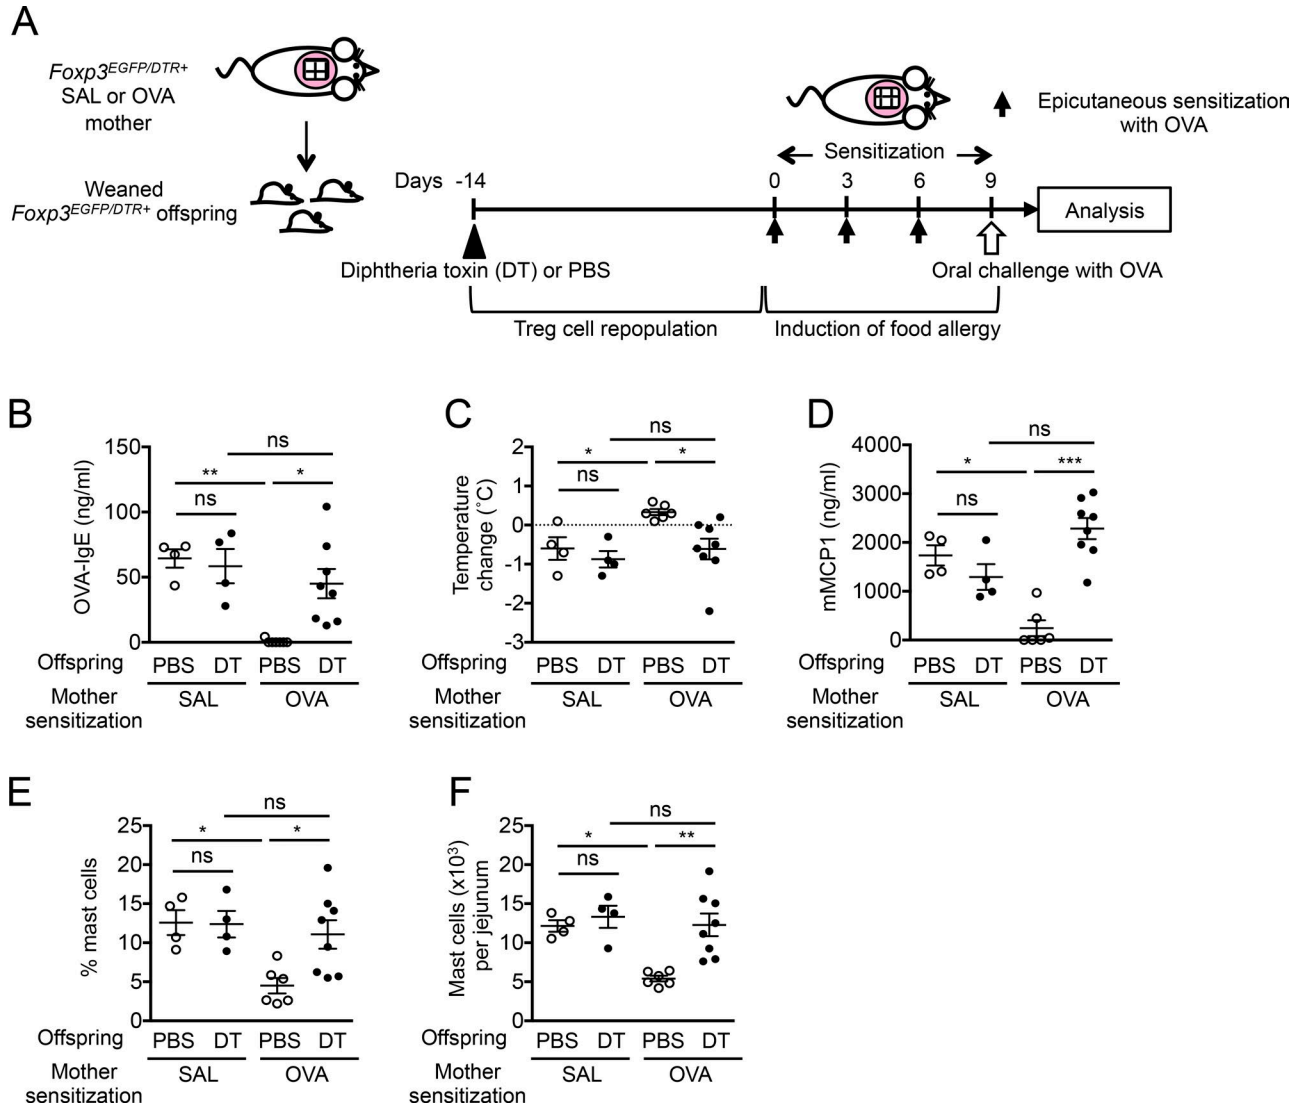 A
Foxp3^EGFP/DTR+
SAL or OVA
mother
Weaned
Foxp3^EGFP/DTR+ offspring
Epicutaneous sensitization
with OVA
Sensitization
Days -14 0 3 6 9
Analysis
Diphtheria toxin (DT) or PBS
Oral challenge with OVA
Treg cell repopulation
Induction of food allergy
B
OVA-IgE (ng/ml)
150
100
50
0
ns
** *
ns
Offspring PBS DT PBS DT
Mother
sensitization
SAL OVA
C
Temperature
change (˚C)
2
1
0
-1
-2
-3
ns
* *
ns
Offspring PBS DT PBS DT
Mother
sensitization
SAL OVA
D
mMCP1 (ng/ml)
4000
3000
2000
1000
0
ns
* ***
ns
Offspring PBS DT PBS DT
Mother
sensitization
SAL OVA
E
% mast cells
25
20
15
10
5
0
ns
* *
ns
Offspring PBS DT PBS DT
Mother
sensitization
SAL OVA
F
Mast cells (x10³)
per jejunum
25
20
15
10
5
0
ns
* **
ns
Offspring PBS DT PBS DT
Mother
sensitization
SAL OVA